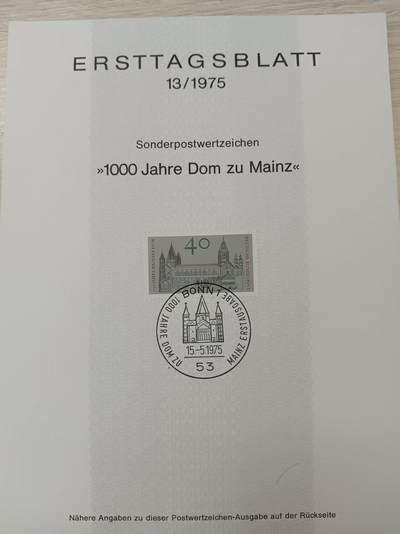 ERSTTAGSBLATT
13/1975
Sonderpostwertzeichen
»1000 Jahre Dom zu Mainz«
40
BONN 1
1000 JAHRE DOM ZU MAINZ ERSTAUSGABE
15.-5.1975
53
Nähere Angaben zu dieser Postwertzeichen-Ausgabe auf der Rückseite